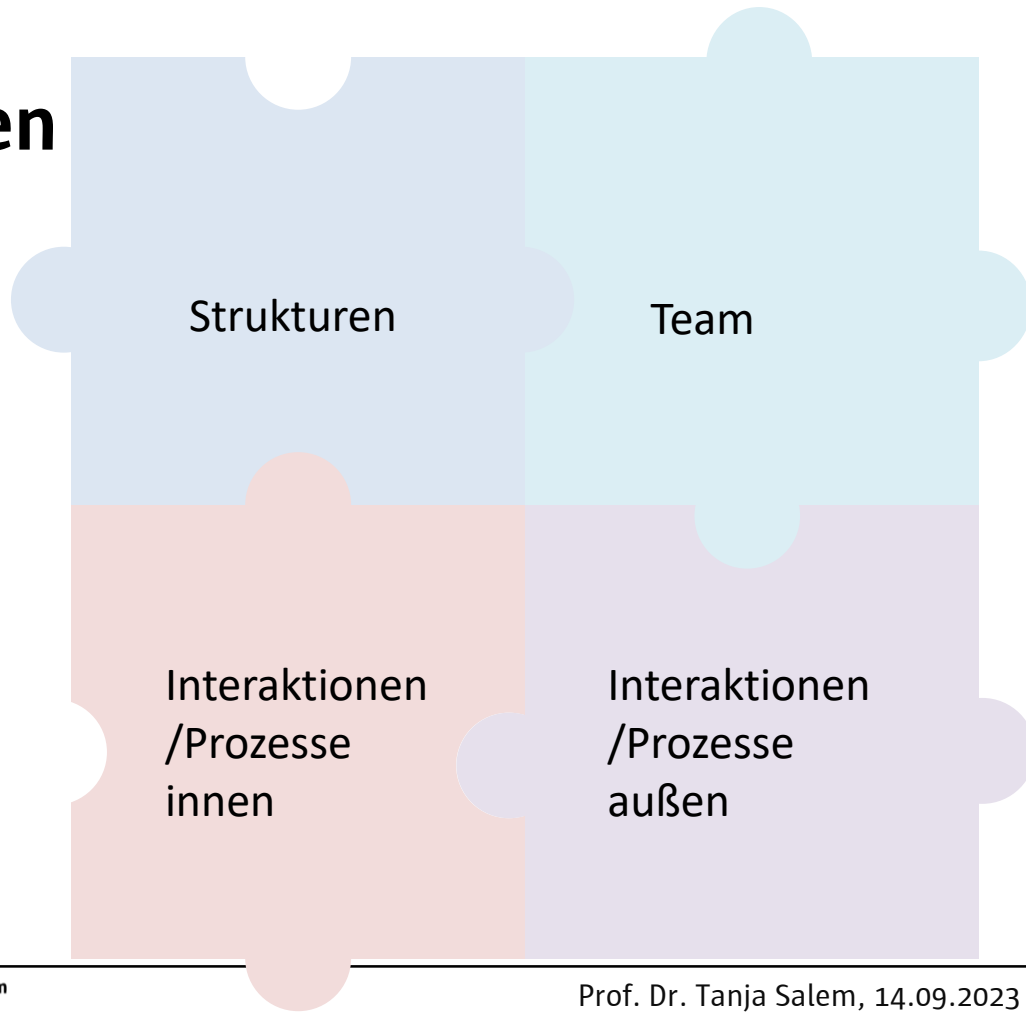 en
Strukturen
Team
Interaktionen
/Prozesse
innen
Interaktionen
/Prozesse
außen
Prof. Dr. Tanja Salem, 14.09.2023